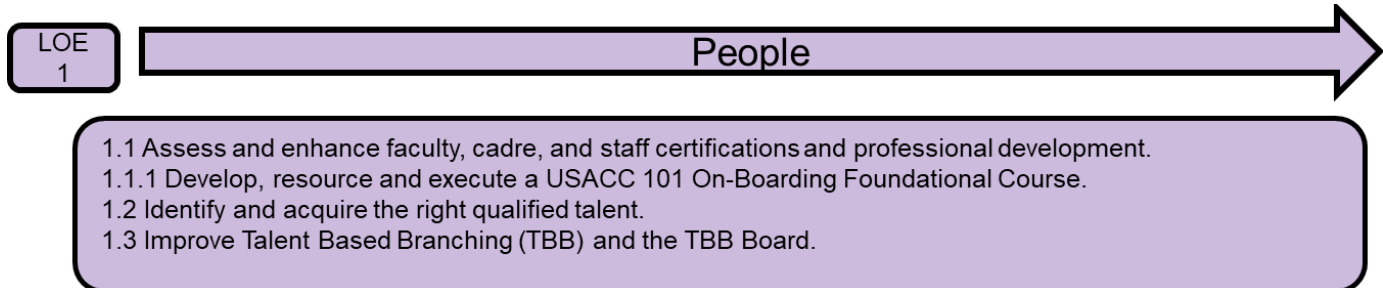 LOE
1
People
1.1 Assess and enhance faculty, cadre, and staff certifications and professional development.
1.1.1 Develop, resource and execute a USACC 101 On-Boarding Foundational Course.
1.2 Identify and acquire the right qualified talent.
1.3 Improve Talent Based Branching (TBB) and the TBB Board.